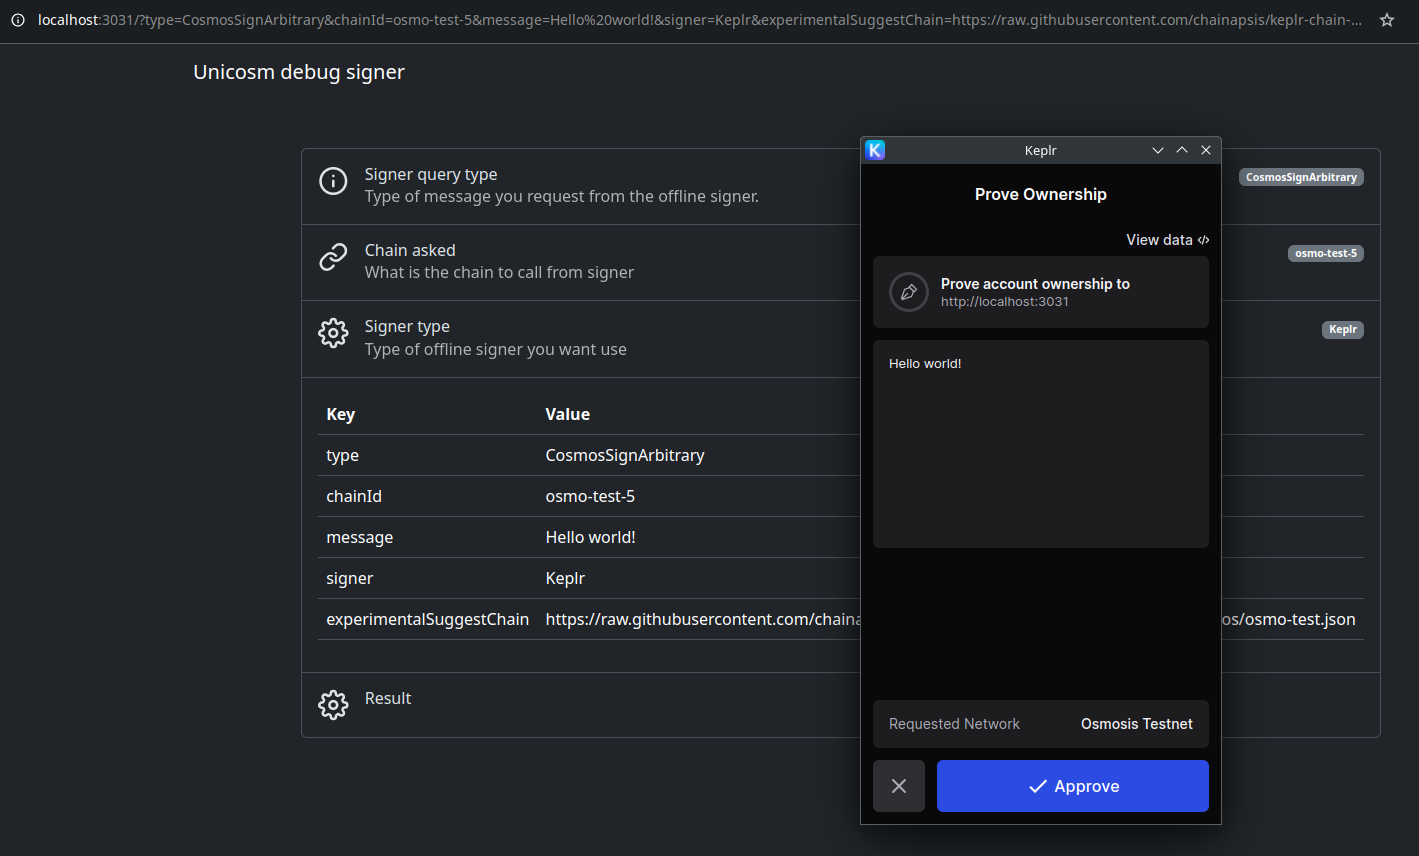 localhost:3031/?type=CosmosSignArbitrary&chainId=osmo-test-5&message=Hello%20world!&signer=Keplr&experimentalSuggestChain=https://raw.githubusercontent.com/chainapsis/keplr-chain-...
Unicosm debug signer
Signer query type
Type of message you request from the offline signer.
CosmosSignArbitrary
Chain asked
What is the chain to call from signer
osmo-test-5
Signer type
Type of offline signer you want use
Keplr
Key Value
type CosmosSignArbitrary
chainId osmo-test-5
message Hello world!
signer Keplr
experimentalSuggestChain https://raw.githubusercontent.com/chaina
os/osmo-test.json
Result
Keplr
Prove Ownership
View data </>
Prove account ownership to
http://localhost:3031
Hello world!
Requested Network Osmosis Testnet
Approve